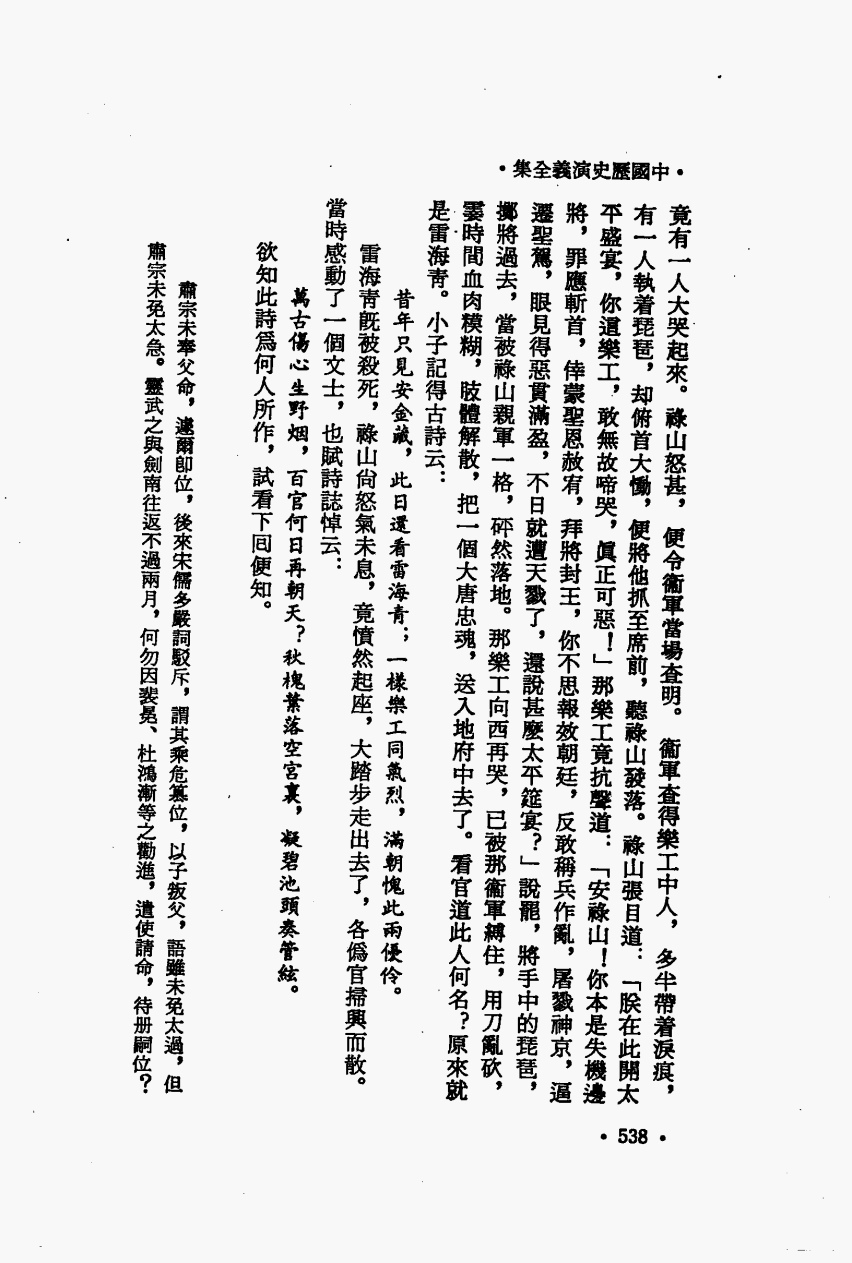 ·中國歷史演義全集·
竟有一人大哭起來。祿山怒甚,便令衞軍當場查明。衞軍查得樂工中人,多半帶着淚痕,
有一人執着琵琶,却俯首大慟,便將他抓至席前,聽祿山發落。祿山張目道:「朕在此開太
平盛宴,你這樂工,敢無故啼哭,眞正可惡!」那樂工竟抗聲道:「安祿山!你本是失機邊
將,罪應斬首,倖蒙聖恩赦宥,拜將封王,你不思報效朝廷,反敢稱兵作亂,屠戮神京,逼
遷聖駕,眼見得惡貫滿盈,不日就遭天戮了,還說甚麼太平筵宴?」說罷,將手中的琵琶,
擲將過去,當被祿山親軍一格,砰然落地。那樂工向西再哭,已被那衞軍縛住,用刀亂砍,
霎時間血肉糢糊,肢體解散,把一個大唐忠魂,送入地府中去了。看官道此人何名?原來就
是雷海青。小子記得古詩云:
昔年只見安金藏,此日還看雷海青;一樣樂工同氣烈,滿朝愧此兩優伶。
雷海青旣被殺死,祿山尙怒氣未息,竟憤然起座,大踏步走出去了,各僞官掃興而散。
當時感動了一個文士,也賦詩誌悼云:
萬古傷心生野烟,百官何日再朝天?秋槐葉落空宮裏,凝碧池頭奏管絃。
欲知此詩爲何人所作,試看下囘便知。
肅宗未奉父命,遽爾卽位,後來宋儒多嚴詞駁斥,謂其乘危篡位,以子叛父,語雖未免太過,但
肅宗未免太急。靈武之與劍南往返不過兩月,何勿因裴冕、杜鴻漸等之勸進,遣使請命,待册嗣位?
·538·